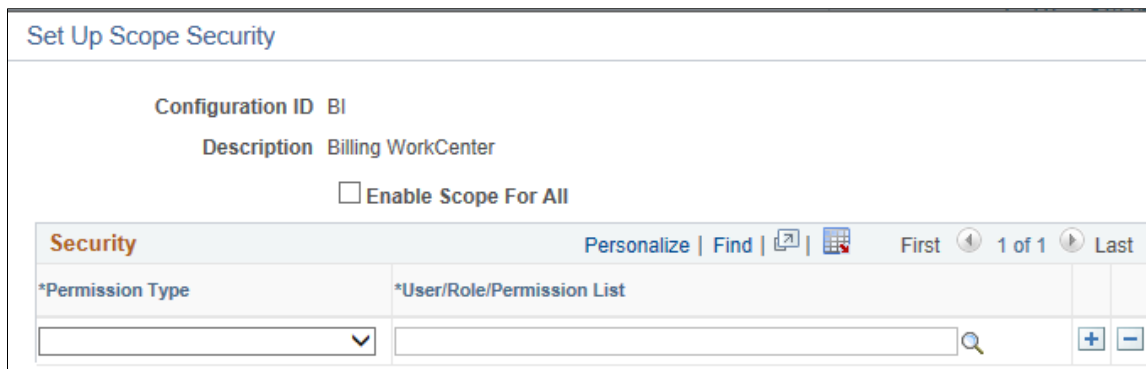 Set Up Scope Security
Configuration ID BI
Description Billing WorkCenter
Enable Scope For All
Security Personalize | Find | | First 1 of 1 Last
*Permission Type *User/Role/Permission List